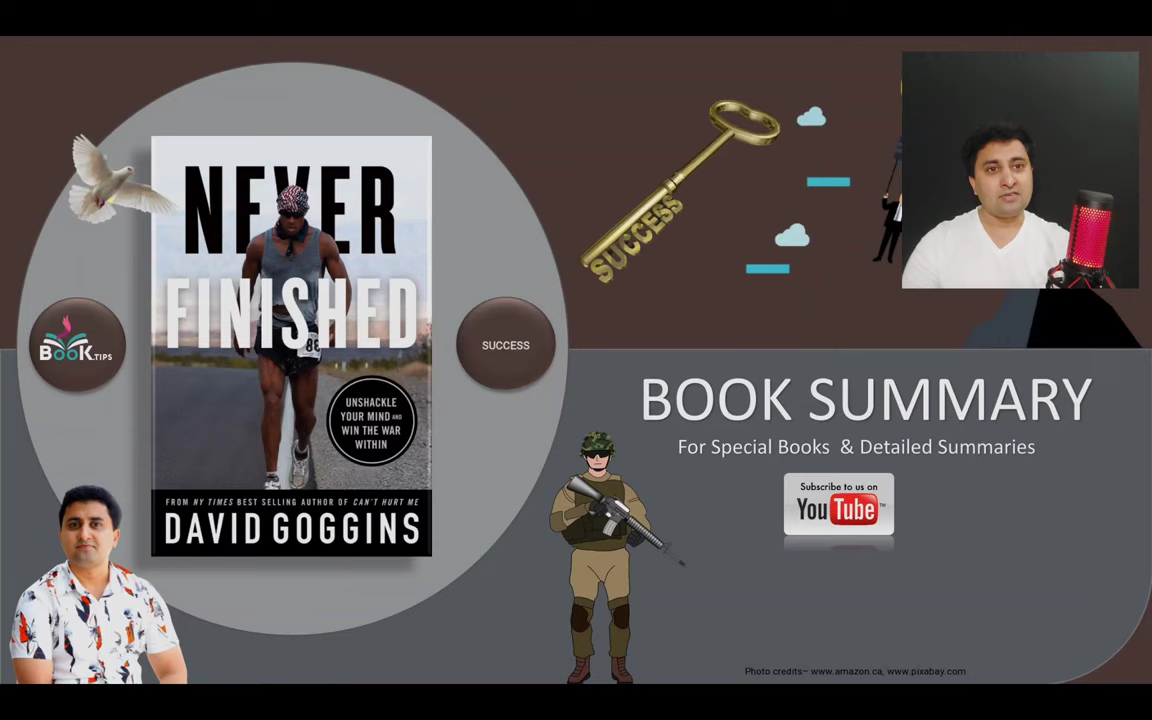 NEVER
FINISHED
88
UNSHACKLE
YOUR MIND AND
WIN THE WAR
WITHIN
FROM NY TIMES BEST SELLING AUTHOR OF CAN'T HURT ME
DAVID GOGGINS
BOOK.TIPS
SUCCESS
SUCCESS
BOOK SUMMARY
For Special Books & Detailed Summaries
Subscribe to us on
YouTube™
Photo credits~ www.amazon.ca, www.pixabay.com